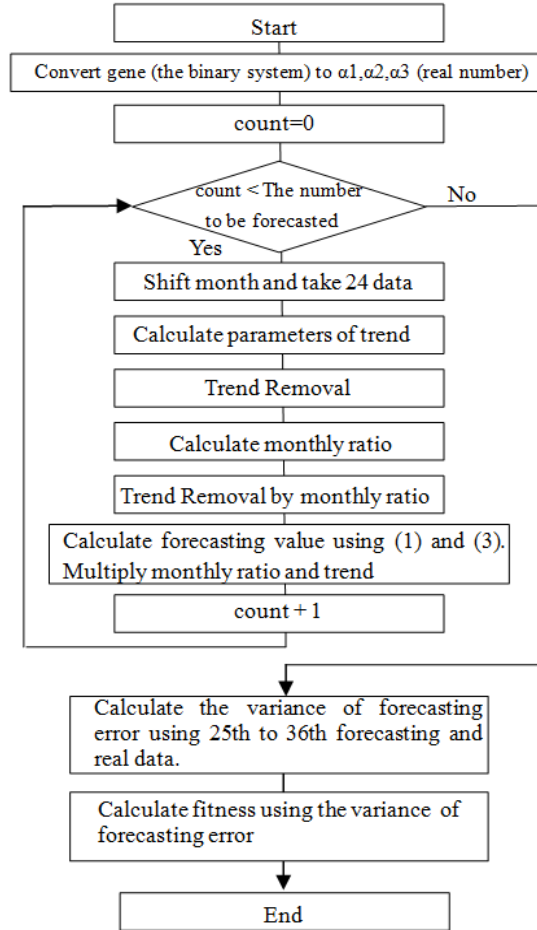 Start
Convert gene (the binary system) to α1,α2,α3 (real number)
count=0
count < The number
to be forecasted
No
Yes
Shift month and take 24 data
Calculate parameters of trend
Trend Removal
Calculate monthly ratio
Trend Removal by monthly ratio
Calculate forecasting value using (1) and (3).
Multiply monthly ratio and trend
count + 1
Calculate the variance of forecasting
error using 25th to 36th forecasting and
real data.
Calculate fitness using the variance of
forecasting error
End